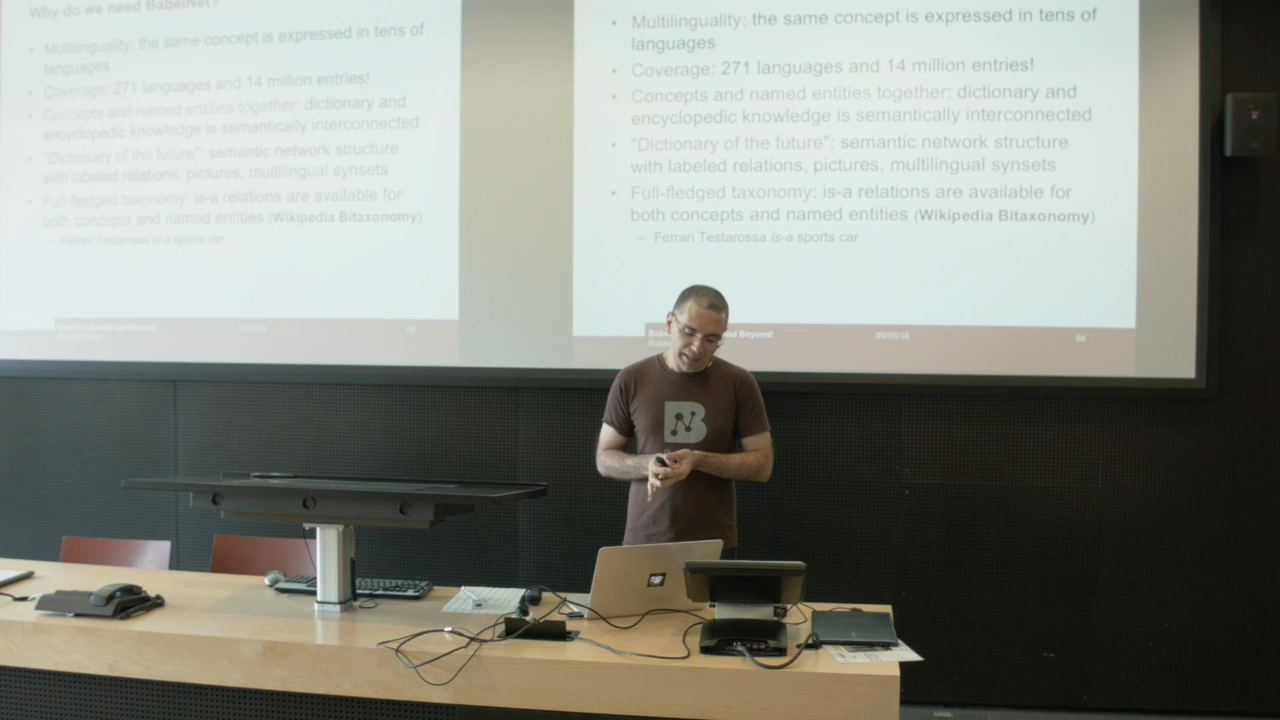 Why do we need BabelNet?
• Multilinguality: the same concept is expressed in tens of
languages
• Coverage: 271 languages and 14 million entries!
• Concepts and named entities together: dictionary and
encyclopedic knowledge is semantically interconnected
• "Dictionary of the future": semantic network structure
with labeled relations, pictures, multilingual synsets
• Full-fledged taxonomy: is-a relations are available for
both concepts and named entities (Wikipedia Bitaxonomy)
– Ferrari Testarossa is-a sports car
58
• Multilinguality: the same concept is expressed in tens of
languages
• Coverage: 271 languages and 14 million entries!
• Concepts and named entities together: dictionary and
encyclopedic knowledge is semantically interconnected
• "Dictionary of the future": semantic network structure
with labeled relations, pictures, multilingual synsets
• Full-fledged taxonomy: is-a relations are available for
both concepts and named entities (Wikipedia Bitaxonomy)
– Ferrari Testarossa is-a sports car
Beyond!
58
B
N